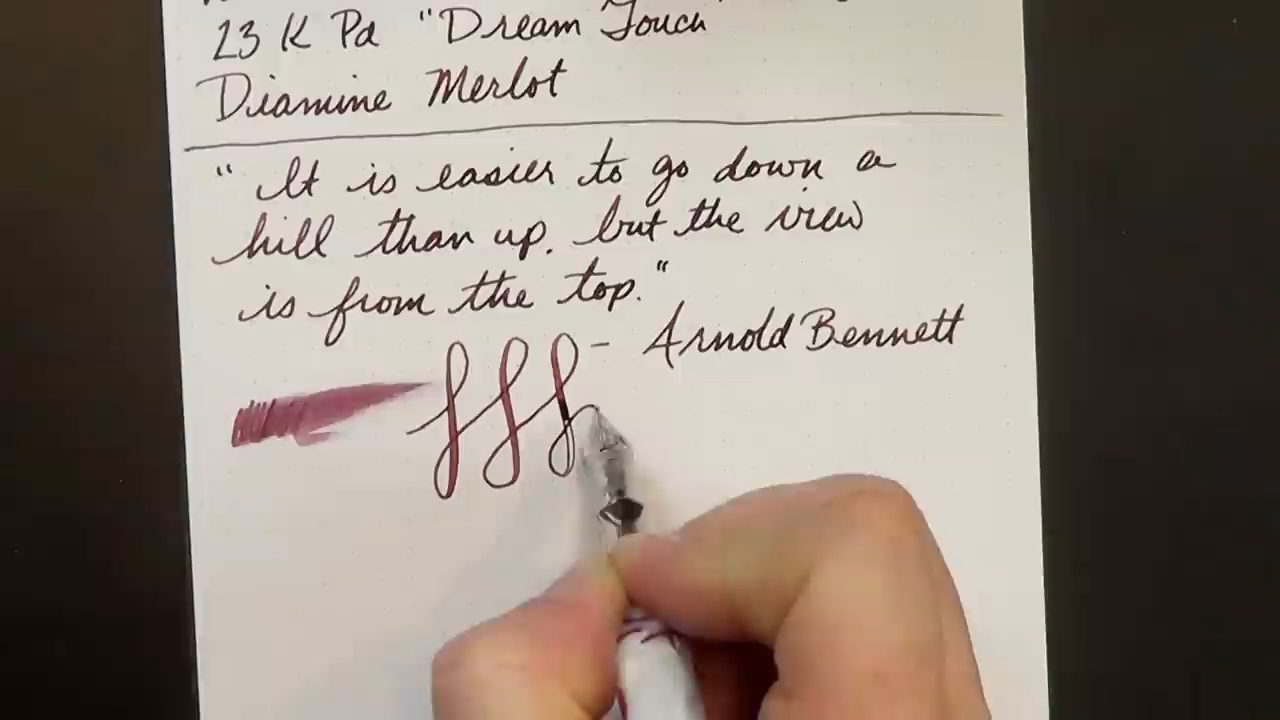 23 K Pd "Dream Touch
Diamine Merlot
"It is easier to go down a
hill than up, but the view
is from the top."
- Arnold Bennett
fff